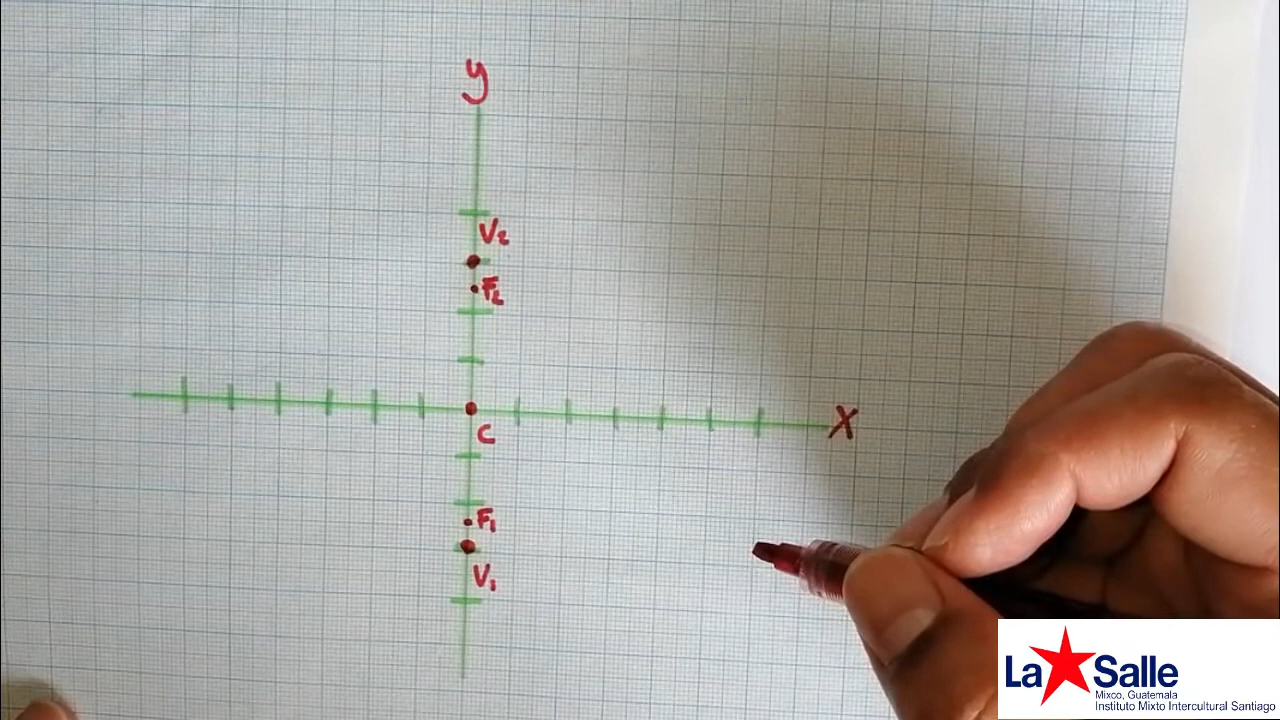 y
V₂
F₂
X
C
F₁
V₁
La Salle
Mixco, Guatemala
Instituto Mixto Intercultural Santiago